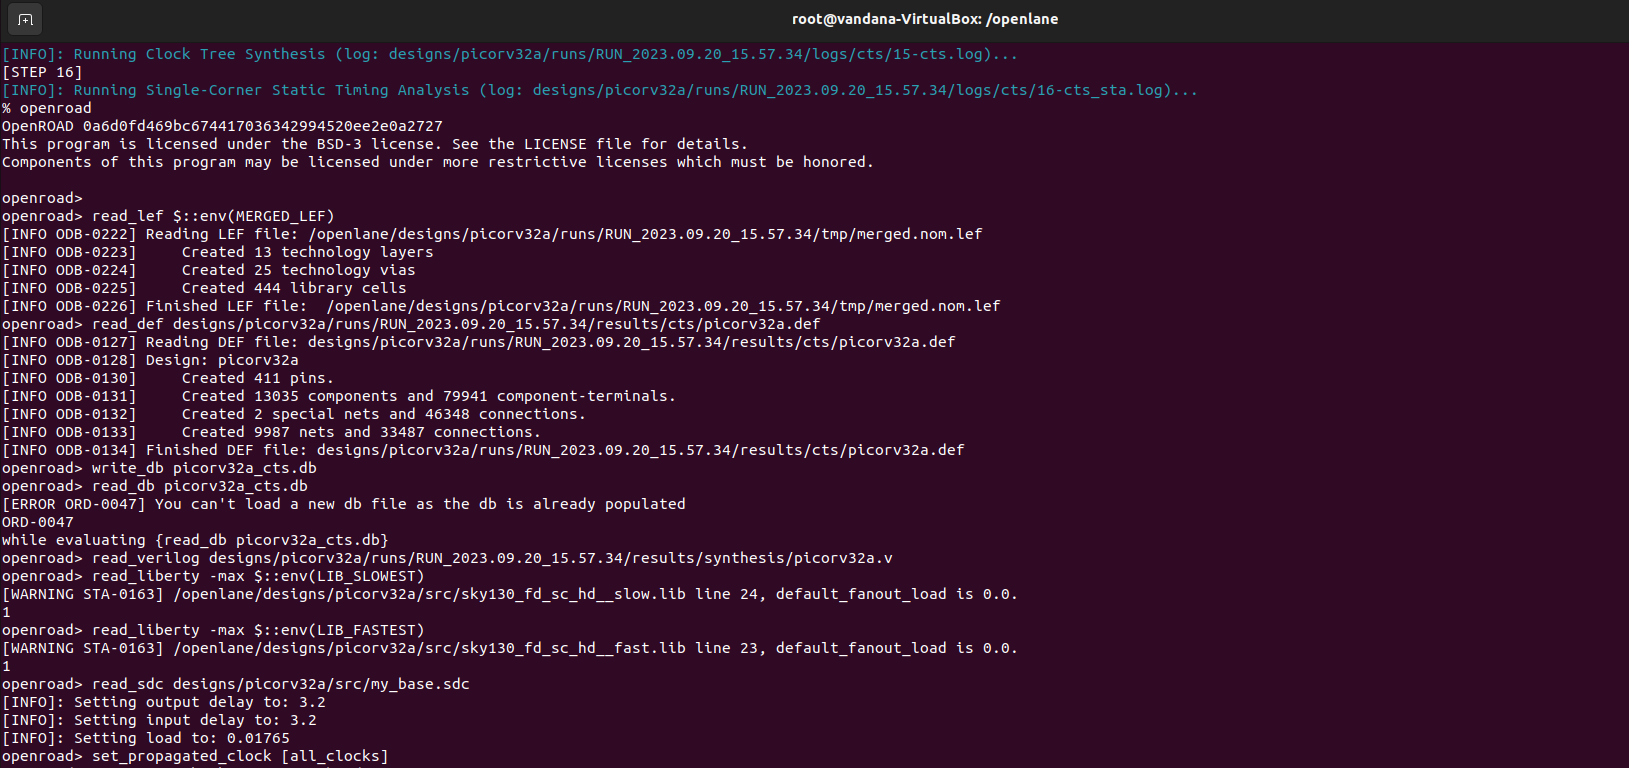 root@vandana-VirtualBox: /openlane
[INFO]: Running Clock Tree Synthesis (log: designs/picorv32a/runs/RUN_2023.09.20_15.57.34/logs/cts/15-cts.log)...
[STEP 16]
[INFO]: Running Single-Corner Static Timing Analysis (log: designs/picorv32a/runs/RUN_2023.09.20_15.57.34/logs/cts/16-cts_sta.log)...
% openroad
OpenROAD 0a6d0fd469bc674417036342994520ee2e0a2727
This program is licensed under the BSD-3 license. See the LICENSE file for details.
Components of this program may be licensed under more restrictive licenses which must be honored.
openroad>
openroad> read_lef $::env(MERGED_LEF)
[INFO ODB-0222] Reading LEF file: /openlane/designs/picorv32a/runs/RUN_2023.09.20_15.57.34/tmp/merged.nom.lef
[INFO ODB-0223]     Created 13 technology layers
[INFO ODB-0224]     Created 25 technology vias
[INFO ODB-0225]     Created 444 library cells
[INFO ODB-0226] Finished LEF file:  /openlane/designs/picorv32a/runs/RUN_2023.09.20_15.57.34/tmp/merged.nom.lef
openroad> read_def designs/picorv32a/runs/RUN_2023.09.20_15.57.34/results/cts/picorv32a.def
[INFO ODB-0127] Reading DEF file: designs/picorv32a/runs/RUN_2023.09.20_15.57.34/results/cts/picorv32a.def
[INFO ODB-0128] Design: picorv32a
[INFO ODB-0130]     Created 411 pins.
[INFO ODB-0131]     Created 13035 components and 79941 component-terminals.
[INFO ODB-0132]     Created 2 special nets and 46348 connections.
[INFO ODB-0133]     Created 9987 nets and 33487 connections.
[INFO ODB-0134] Finished DEF file: designs/picorv32a/runs/RUN_2023.09.20_15.57.34/results/cts/picorv32a.def
openroad> write_db picorv32a_cts.db
openroad> read_db picorv32a_cts.db
[ERROR ORD-0047] You can't load a new db file as the db is already populated
ORD-0047
while evaluating {read_db picorv32a_cts.db}
openroad> read_verilog designs/picorv32a/runs/RUN_2023.09.20_15.57.34/results/synthesis/picorv32a.v
openroad> read_liberty -max $::env(LIB_SLOWEST)
[WARNING STA-0163] /openlane/designs/picorv32a/src/sky130_fd_sc_hd__slow.lib line 24, default_fanout_load is 0.0.
1
openroad> read_liberty -max $::env(LIB_FASTEST)
[WARNING STA-0163] /openlane/designs/picorv32a/src/sky130_fd_sc_hd__fast.lib line 23, default_fanout_load is 0.0.
1
openroad> read_sdc designs/picorv32a/src/my_base.sdc
[INFO]: Setting output delay to: 3.2
[INFO]: Setting input delay to: 3.2
[INFO]: Setting load to: 0.01765
openroad> set_propagated_clock [all_clocks]